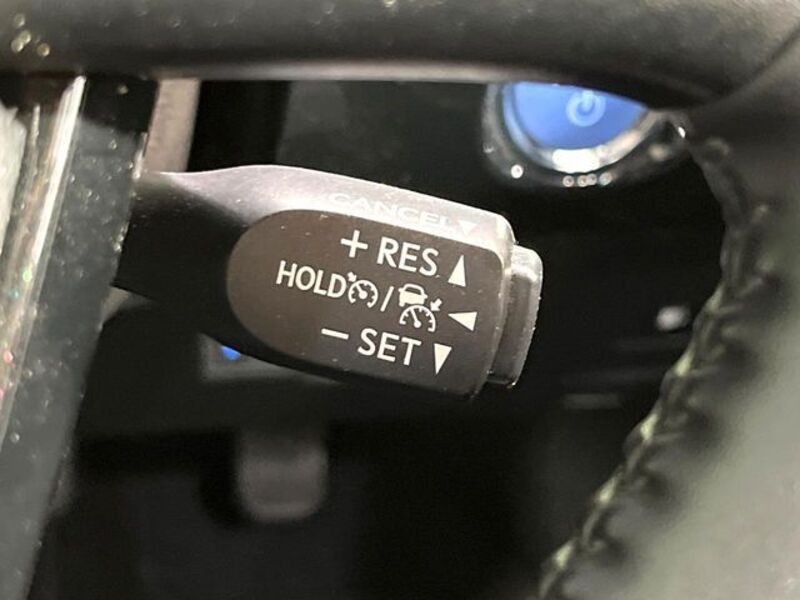 CANCEL ▼
+ RES ▲
HOLD / ◀
− SET ▼